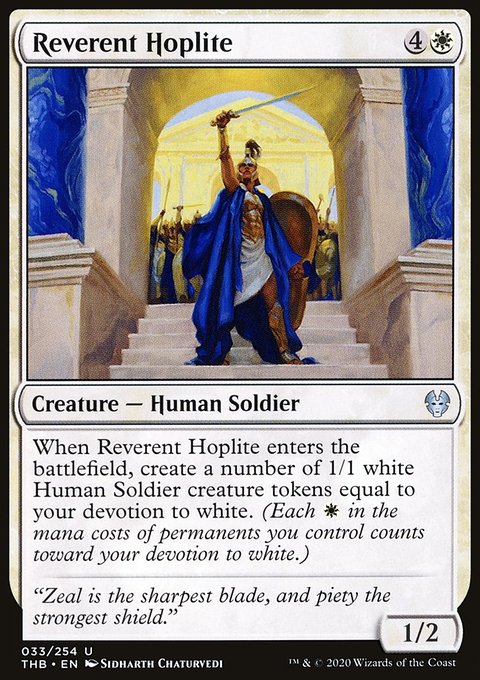 Reverent Hoplite 4
Creature — Human Soldier
When Reverent Hoplite enters the
battlefield, create a number of 1/1 white
Human Soldier creature tokens equal to
your devotion to white. (Each ☀ in the
mana costs of permanents you control counts
toward your devotion to white.)
“Zeal is the sharpest blade, and piety the
strongest shield.”
1/2
033/254 U
THB • EN Sidharth Chaturvedi
™ & © 2020 Wizards of the Coast